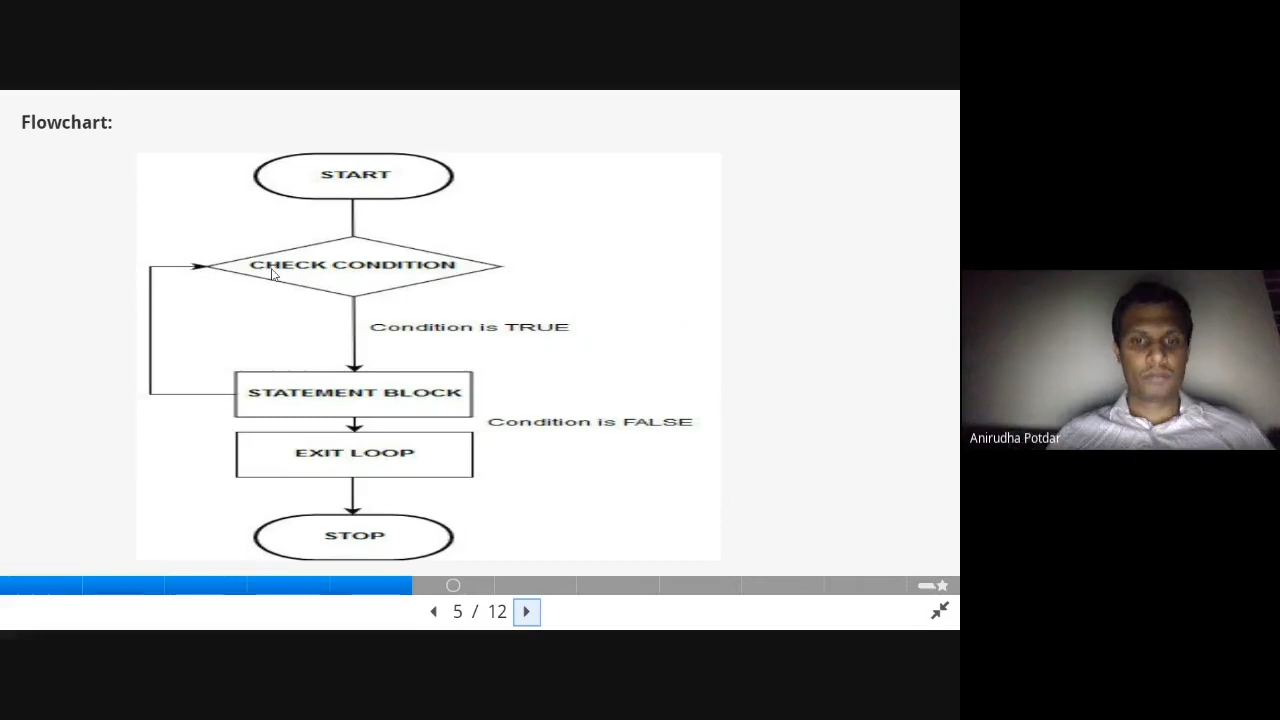 Flowchart:
START
CHECK CONDITION
Condition is TRUE
STATEMENT BLOCK
Condition is FALSE
EXIT LOOP
STOP
5 / 12
Anirudha Potdar